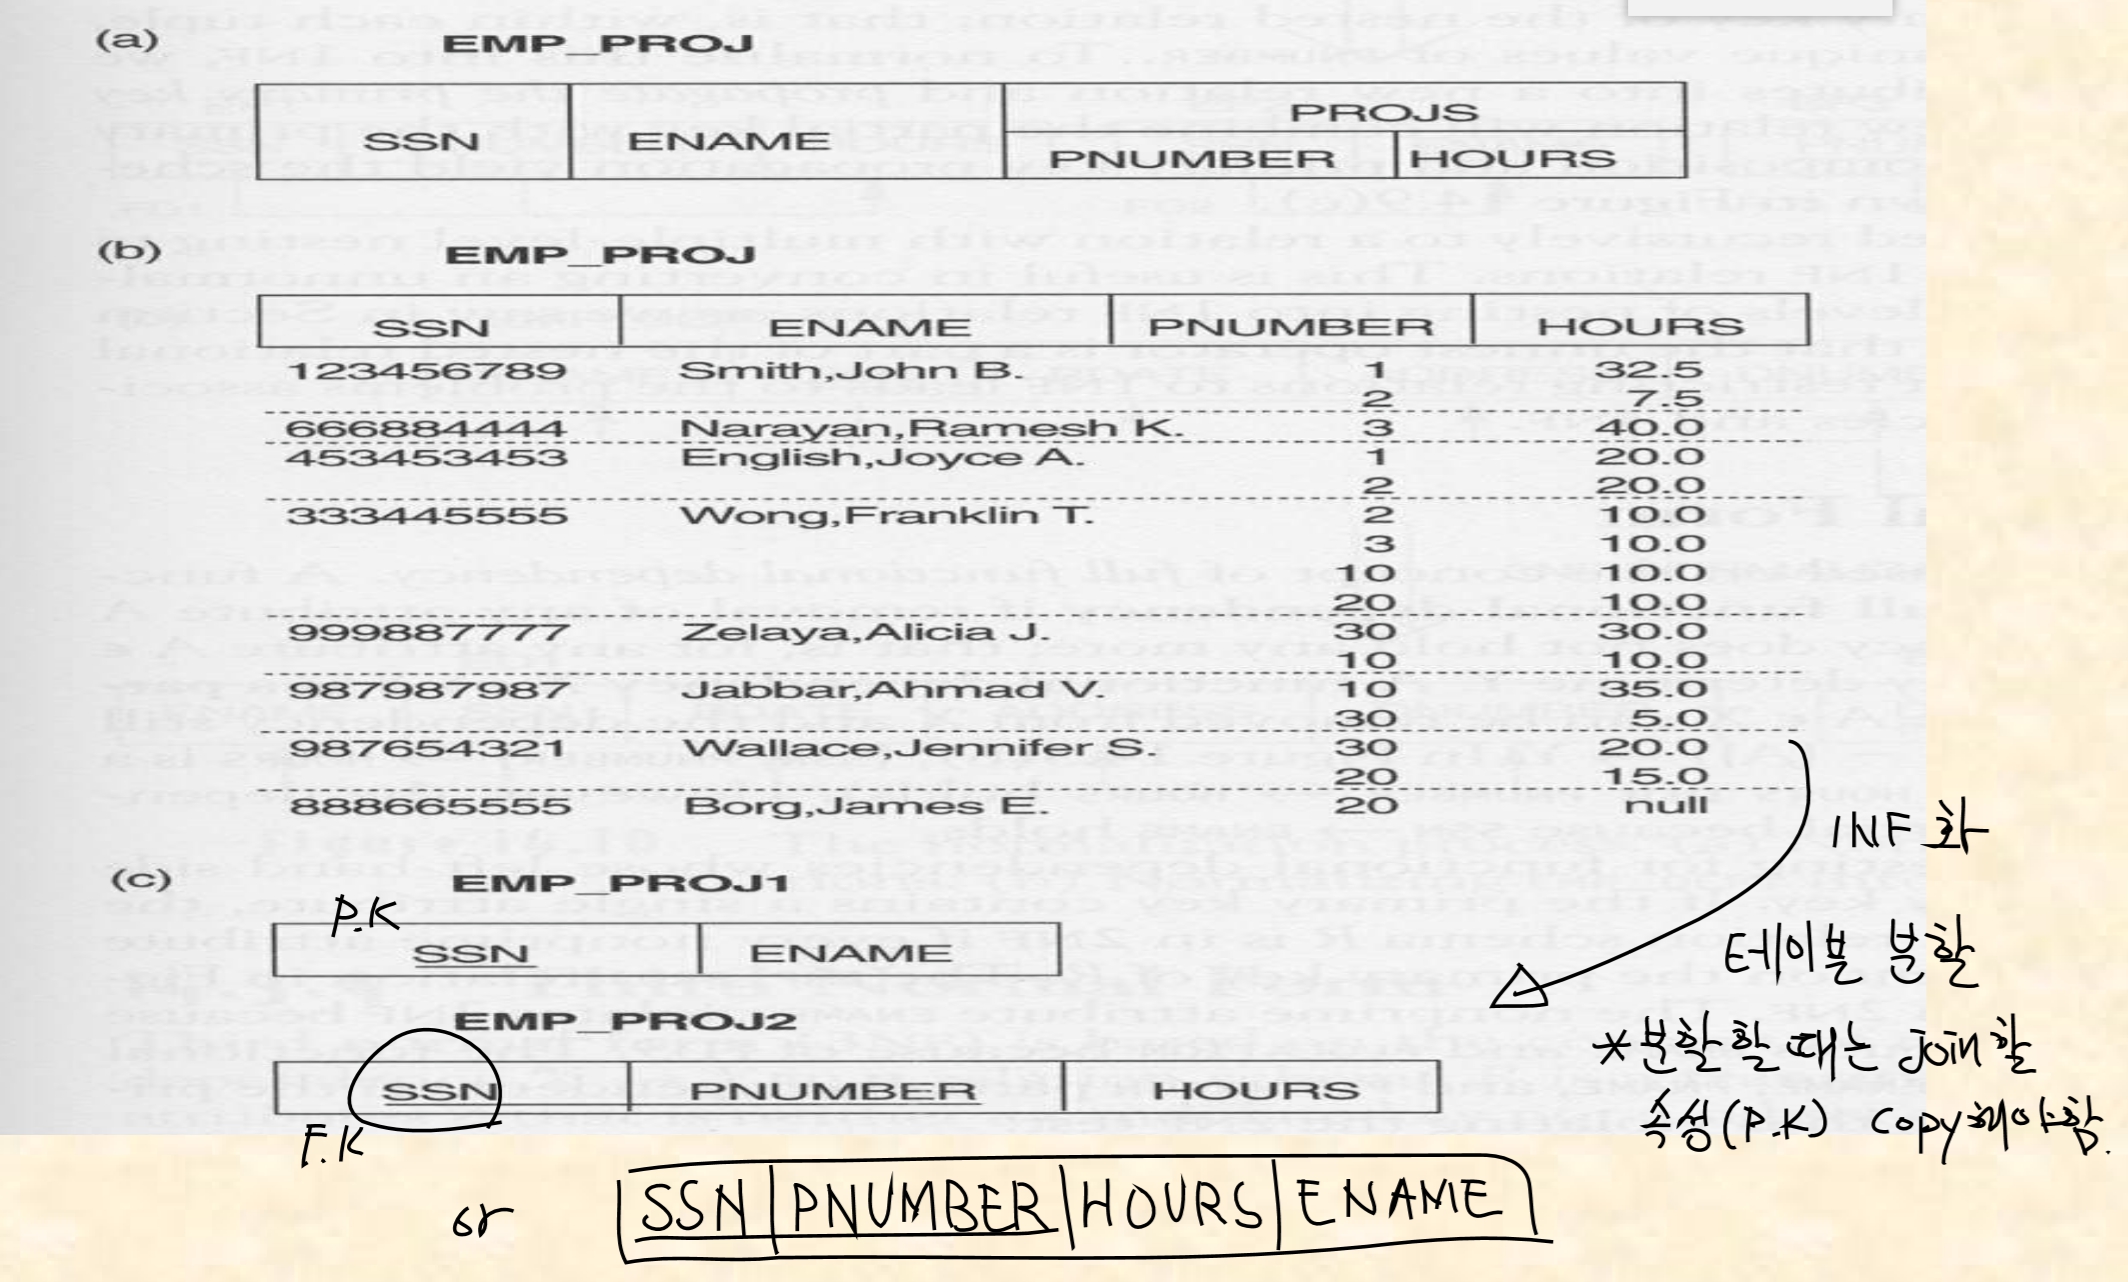 (a) EMP_PROJ
SSN ENAME PROJS
PNUMBER HOURS
(b) EMP_PROJ
SSN ENAME PNUMBER HOURS
123456789 Smith,John B. 1 32.5
2 7.5
666884444 Narayan,Ramesh K. 3 40.0
453453453 English,Joyce A. 1 20.0
2 20.0
333445555 Wong,Franklin T. 2 10.0
3 10.0
10 10.0
20 10.0
999887777 Zelaya,Alicia J. 30 30.0
10 10.0
987987987 Jabbar,Ahmad V. 10 35.0
30 5.0
987654321 Wallace,Jennifer S. 30 20.0
20 15.0
888665555 Borg,James E. 20 null
1NF화
테이블 분할
*분할할 때는 Join할
속성(P.K) Copy해야함.
(c) EMP_PROJ1
P.K
SSN ENAME
EMP_PROJ2
SSN PNUMBER HOURS
F.K
or SSN PNUMBER HOURS ENAME